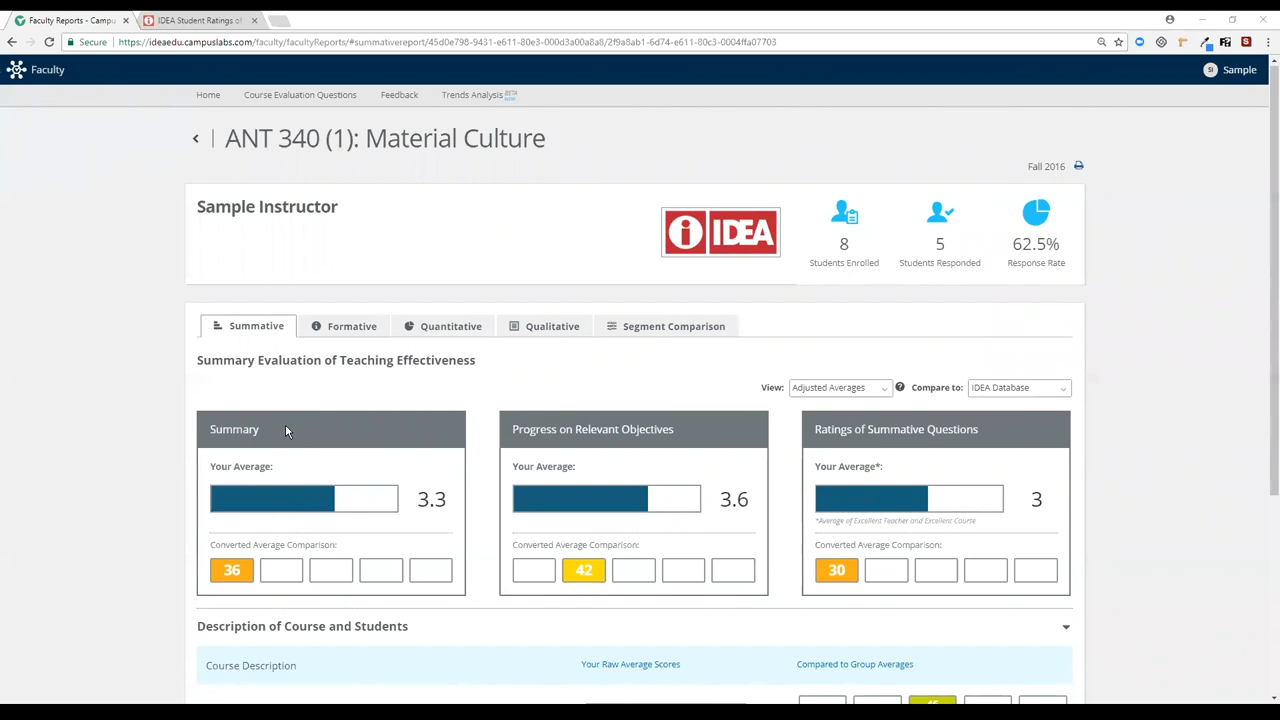 Faculty Reports - Campu
IDEA Student Ratings of
Secure
https://ideaedu.campuslabs.com/faculty/facultyReports/#summativereport/45d0e798-9431-e611-80e3-000d3a00a8a8/2f9a8ab1-6d74-e611-80c3-0004ffa07703
Faculty
SI Sample
Home Course Evaluation Questions Feedback Trends Analysis BETA
ANT 340 (1): Material Culture
Fall 2016
Sample Instructor
i IDEA
8 5 62.5%
Students Enrolled Students Responded Response Rate
Summative Formative Quantitative Qualitative Segment Comparison
Summary Evaluation of Teaching Effectiveness
View: Adjusted Averages ? Compare to: IDEA Database
Summary Progress on Relevant Objectives Ratings of Summative Questions
Your Average: Your Average: Your Average*:
3.3 3.6 3
*Average of Excellent Teacher and Excellent Course
Converted Average Comparison: Converted Average Comparison: Converted Average Comparison:
36 42 30
Description of Course and Students
Course Description Your Raw Average Scores Compared to Group Averages